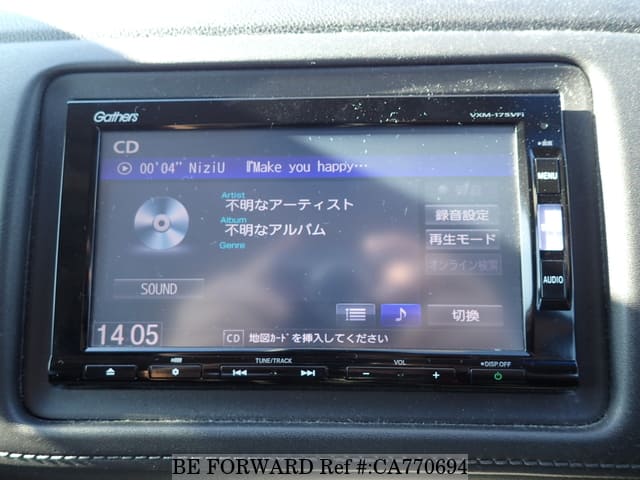 Gathers
VXM-175VFi
CD
00'04" NiziU 『Make you happy…
Artist
不明なアーティスト
Album
不明なアルバム
Genre
録音設定
再生モード
オンライン検索
SOUND
切換
14 05
CD 地図ｶｰﾄﾞを挿入してください
MENU
AUDIO
TUNE/TRACK
VOL
DISP.OFF
BE FORWARD Ref #:CA770694